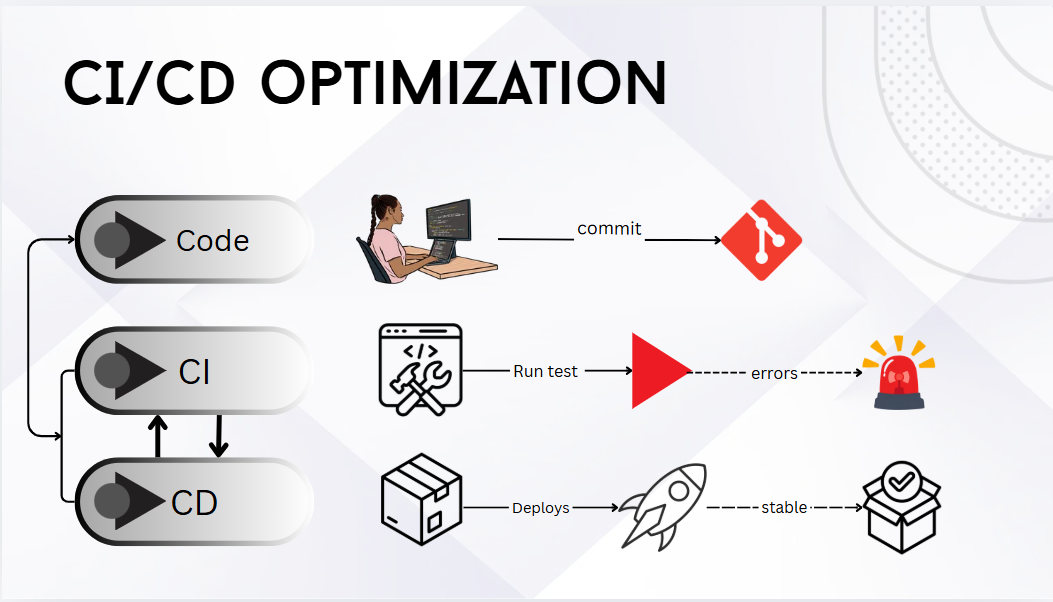 CI/CD OPTIMIZATION
Code
commit
CI
</>
Run test
errors
CD
Deploys
stable